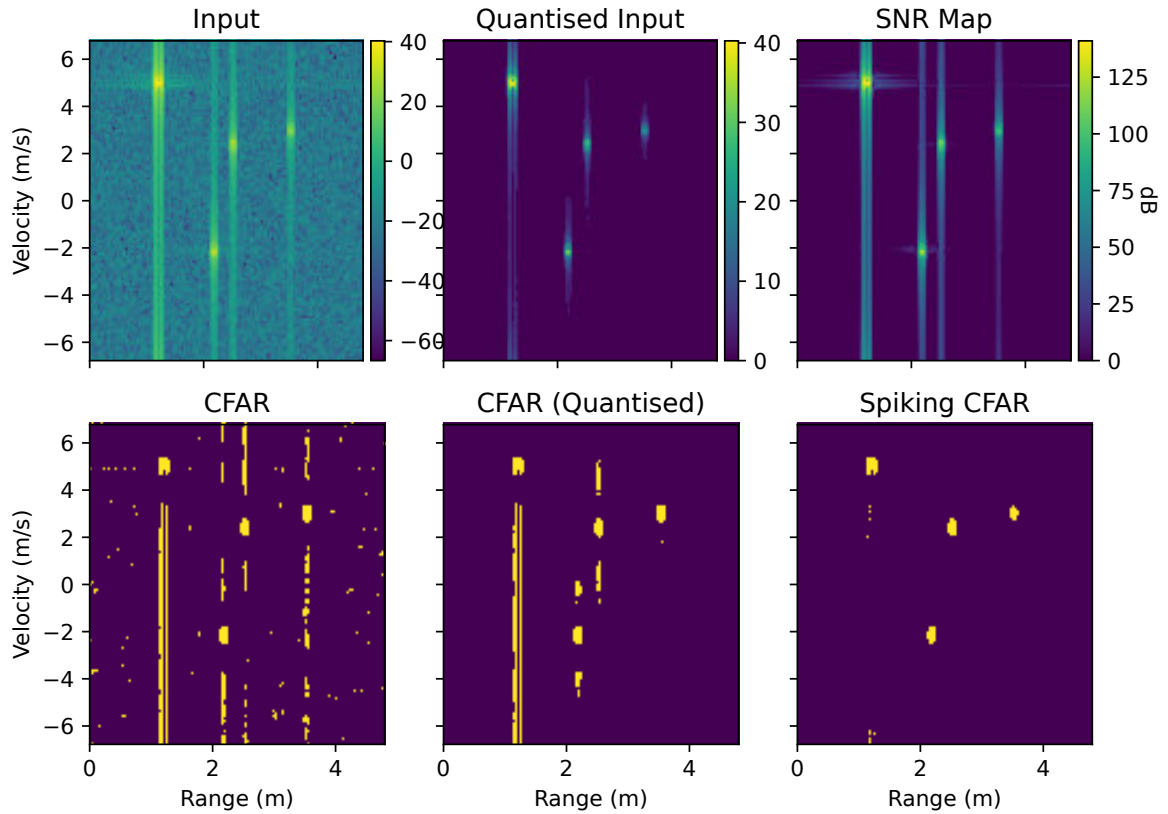 Input
Quantised Input
SNR Map
Velocity (m/s)
6
4
2
0
−2
−4
−6
40
20
0
−20
−40
−60
40
30
20
10
0
125
100
75
50
25
0
dB
CFAR
CFAR (Quantised)
Spiking CFAR
Velocity (m/s)
6
4
2
0
−2
−4
−6
0 2 4
0 2 4
0 2 4
Range (m)
Range (m)
Range (m)